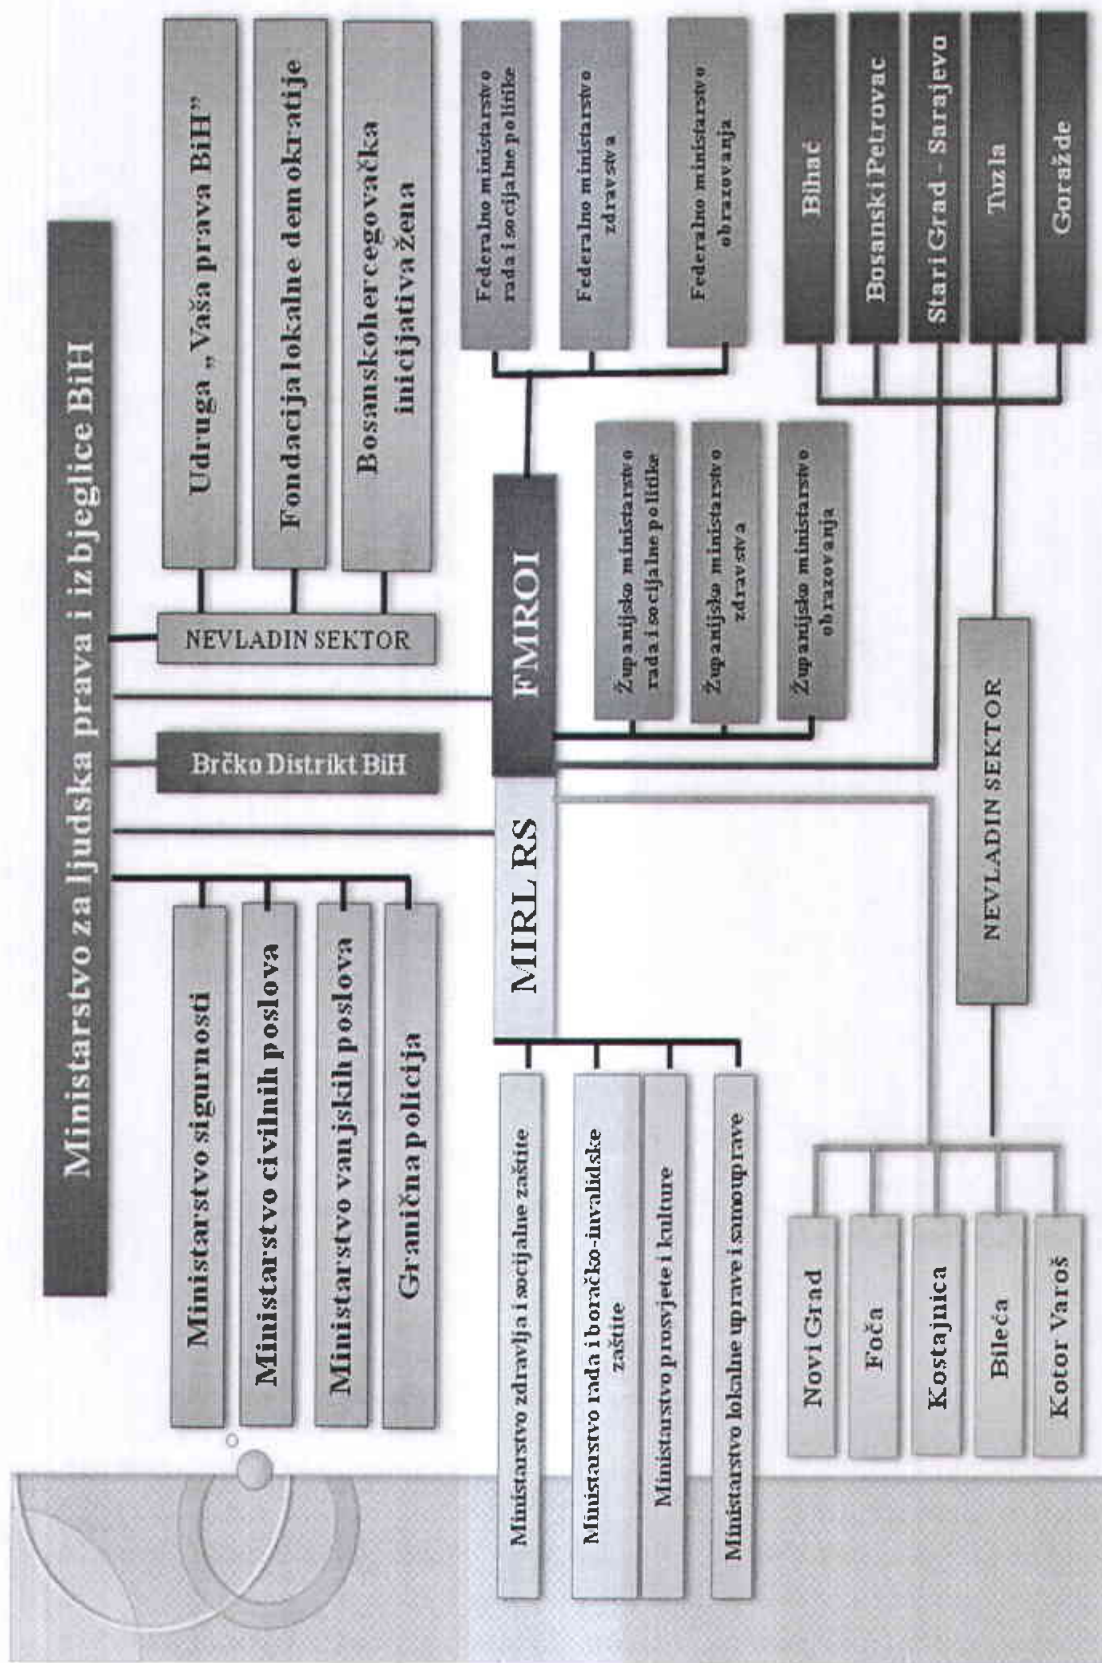 Ministarstvo za ljudska prava i izbjeglice BiH
Ministarstvo sigurnosti
Ministarstvo civilnih poslova
Ministarstvo vanjskih poslova
Granična policija
Brčko Distrikt BiH
NEVLADIN SEKTOR
Udruga „Vaša prava BiH”
Fondacija lokalne demokratije
Bosanskohercegovačka
inicijativa žena
MIRL RS
FMROI
Ministarstvo zdravlja i socijalne zaštite
Ministarstvo rada i boračko-invalidske
zaštite
Ministarstvo prosvjete i kulture
Ministarstvo lokalne uprave i samouprave
Županijsko ministarstvo
rada i socijalne politike
Županijsko ministarstvo
zdravstva
Županijsko ministarstvo
obrazovanja
Federalno ministarstvo
rada i socijalne politike
Federalno ministarstvo
zdravstva
Federalno ministarstvo
obrazovanja
Novi Grad
Foča
Kostajnica
Bileća
Kotor Varoš
NEVLADIN SEKTOR
Bihać
Bosanski Petrovac
Stari Grad - Sarajevo
Tuzla
Goražde